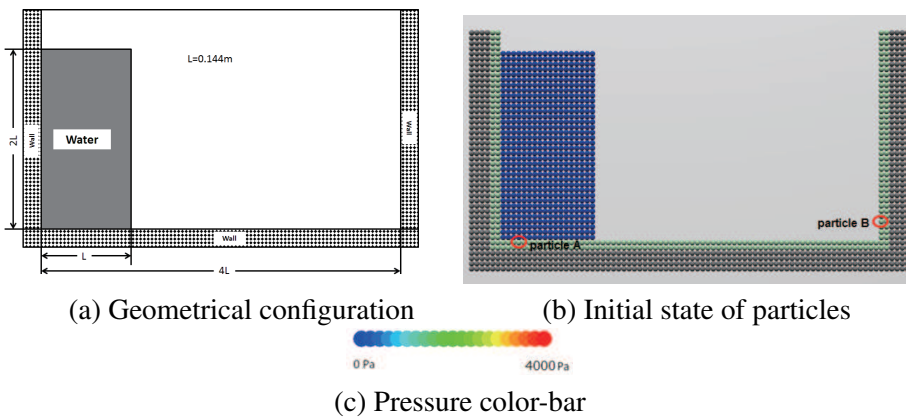 L=0.144m
2L
Wall
Water
Wall
Wall
L
4L
particle B
particle A
(a) Geometrical configuration
(b) Initial state of particles
0 Pa
4000 Pa
(c) Pressure color-bar